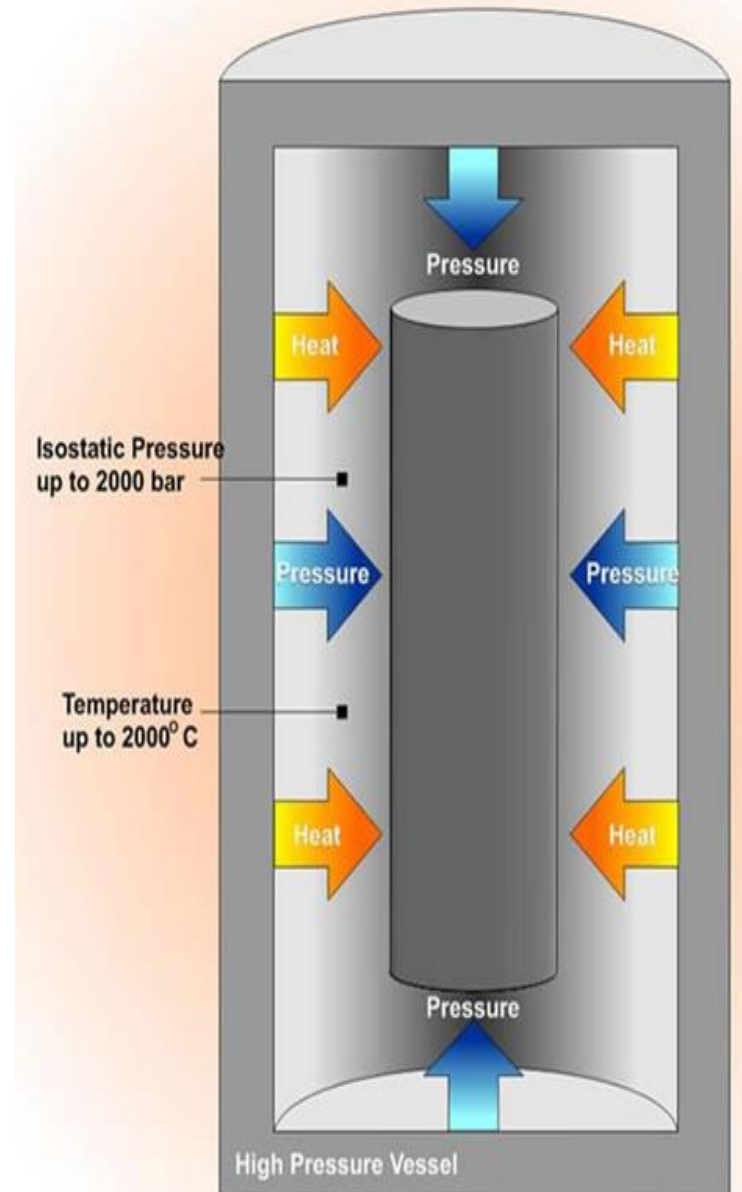 Pressure
Heat Heat
Isostatic Pressure
up to 2000 bar
Pressure Pressure
Temperature
up to 2000° C
Heat Heat
Pressure
High Pressure Vessel